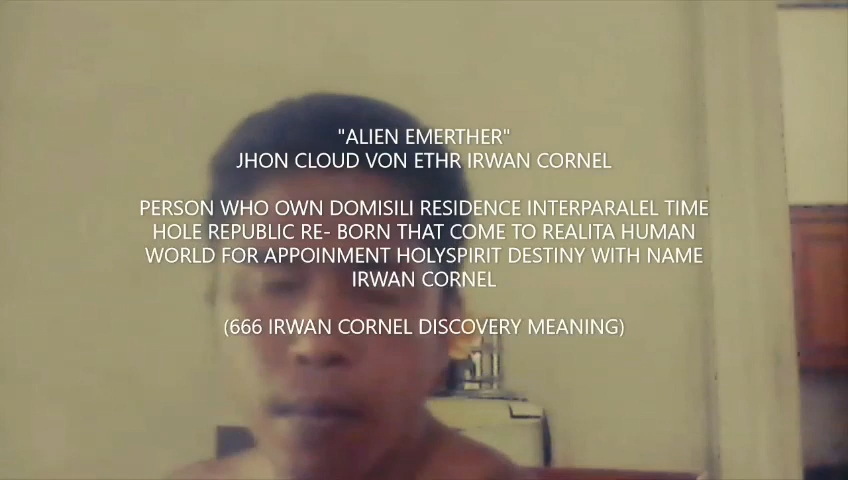 "ALIEN EMERTHER"
JHON CLOUD VON ETHR IRWAN CORNEL
PERSON WHO OWN DOMISILI RESIDENCE INTERPARALEL TIME
HOLE REPUBLIC RE- BORN THAT COME TO REALITA HUMAN
WORLD FOR APPOINMENT HOLYSPIRIT DESTINY WITH NAME
IRWAN CORNEL
(666 IRWAN CORNEL DISCOVERY MEANING)